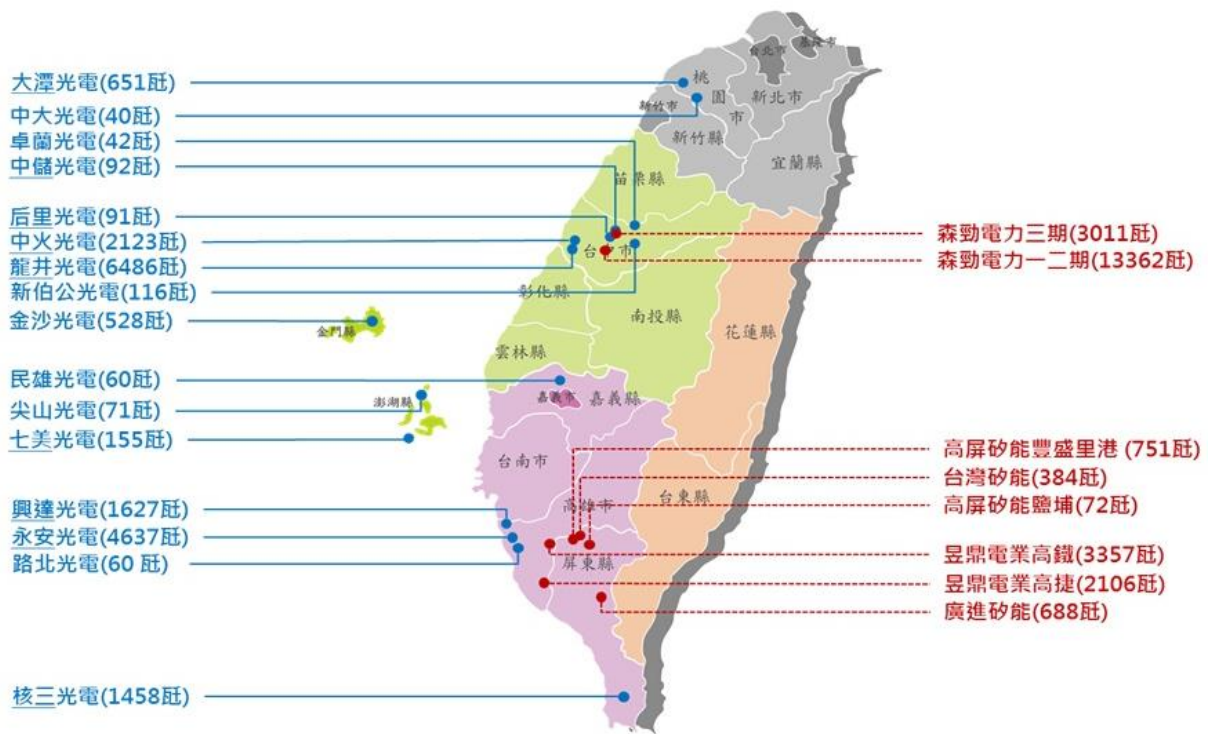 大潭光電(651瓩)
中大光電(40瓩)
卓蘭光電(42瓩)
中儲光電(92瓩)
后里光電(91瓩)
中火光電(2123瓩)
龍井光電(6486瓩)
新伯公光電(116瓩)
金沙光電(528瓩)
民雄光電(60瓩)
尖山光電(71瓩)
七美光電(155瓩)
興達光電(1627瓩)
永安光電(4637瓩)
路北光電(60 瓩)
核三光電(1458瓩)
基隆市
台北市
新北市
桃園市
新竹市
新竹縣
宜蘭縣
苗栗縣
台中市
彰化縣
南投縣
花蓮縣
雲林縣
金門縣
澎湖縣
嘉義市
嘉義縣
台南市
高雄市
台東縣
屏東縣
森勁電力三期(3011瓩)
森勁電力一二期(13362瓩)
高屏矽能豐盛里港 (751瓩)
台灣矽能(384瓩)
高屏矽能鹽埔(72瓩)
昱鼎電業高鐵(3357瓩)
昱鼎電業高捷(2106瓩)
廣進矽能(688瓩)